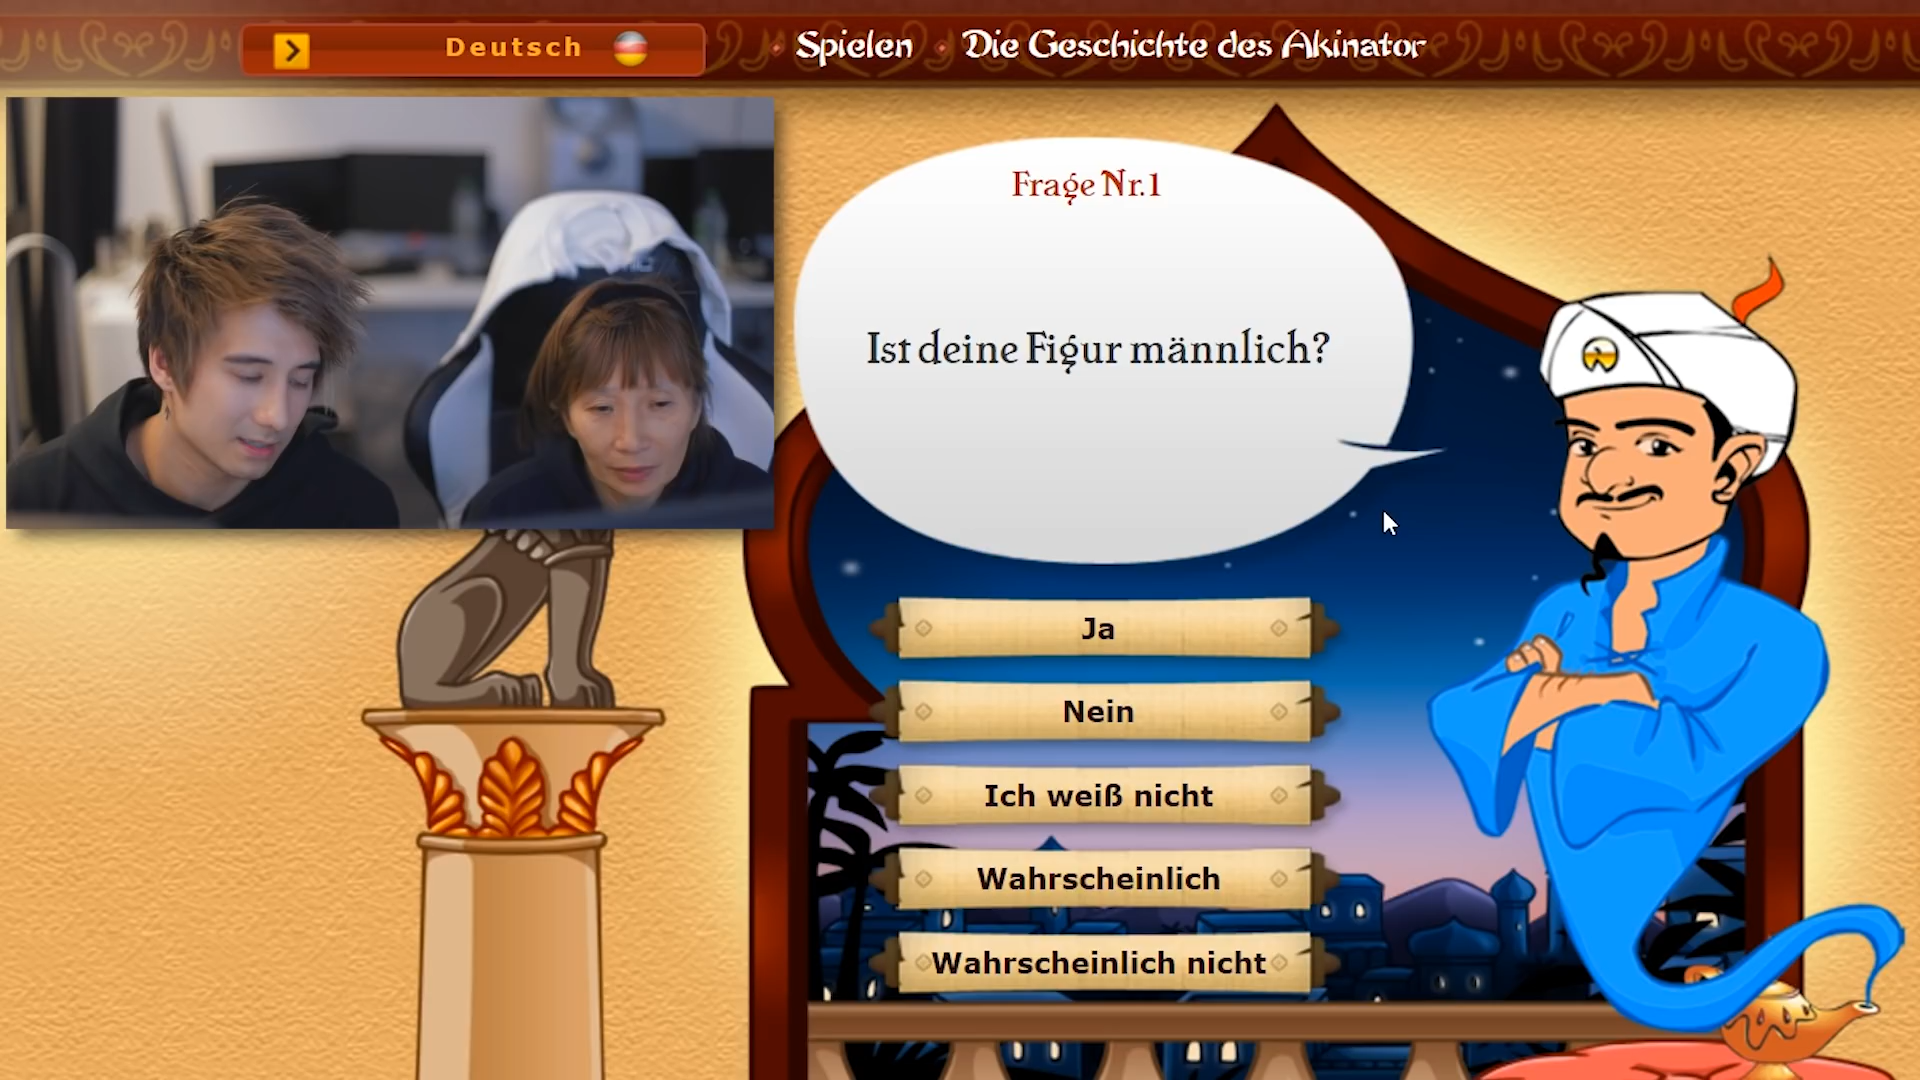 Deutsch
Spielen
Die Geschichte des Akinator
Frage Nr.1
Ist deine Figur männlich?
Ja
Nein
Ich weiß nicht
Wahrscheinlich
Wahrscheinlich nicht